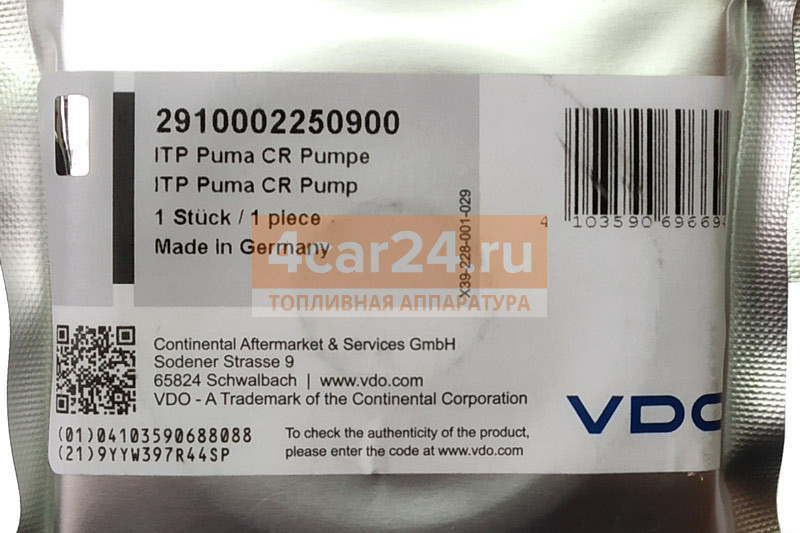 2910002250900
ITP Puma CR Pumpe
ITP Puma CR Pump
1 Stück / 1 piece
Made in Germany
X39-228-001-029
4 103590 69669
4car24.ru
ТОПЛИВНАЯ АППАРАТУРА
Continental Aftermarket & Services GmbH
Sodener Strasse 9
65824 Schwalbach | www.vdo.com
VDO - A Trademark of the Continental Corporation
(01)04103590688088
(21)9YYW397R44SP
To check the authenticity of the product,
please enter the code at www.vdo.com
VDO